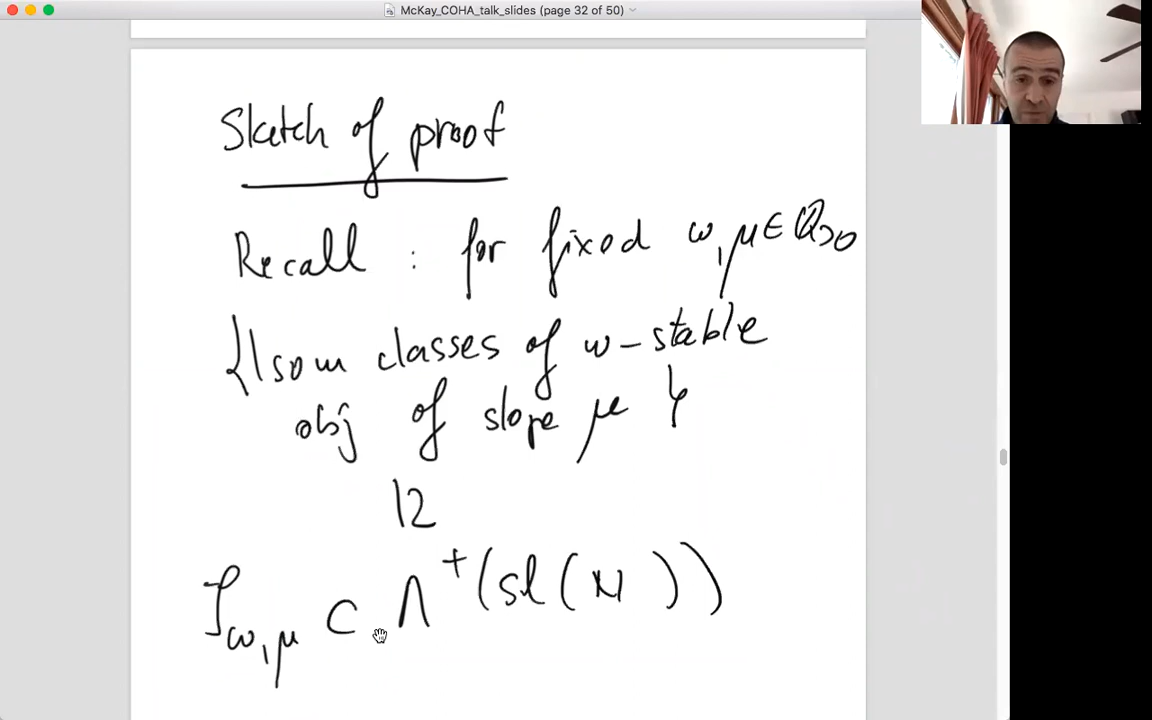 McKay_COHA_talk_slides (page 32 of 50)
Sketch of proof
Recall : for fixed ω, μ ∈ Q>0
{Isom classes of ω-stable
obj of slope μ }
12
I ω,μ ⊂ Λ+(sl(N))